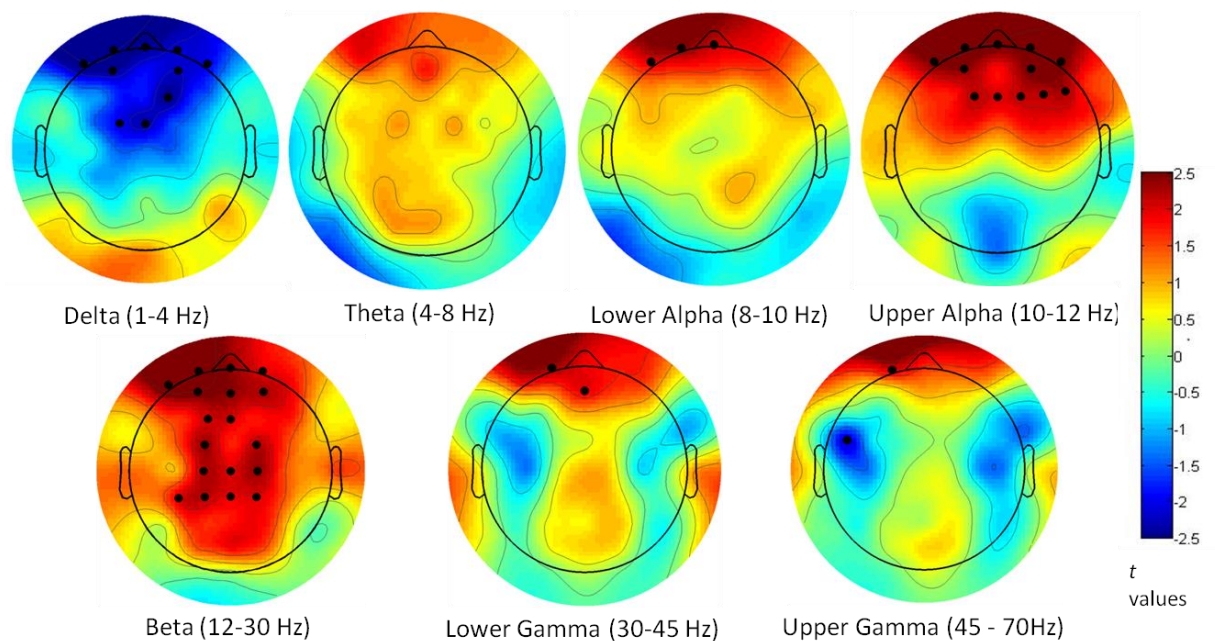 Delta (1-4 Hz)
Theta (4-8 Hz)
Lower Alpha (8-10 Hz)
Upper Alpha (10-12 Hz)
2.5
2
1.5
1
0.5
0
-0.5
-1
-1.5
-2
-2.5
t
values
Beta (12-30 Hz)
Lower Gamma (30-45 Hz)
Upper Gamma (45 - 70Hz)